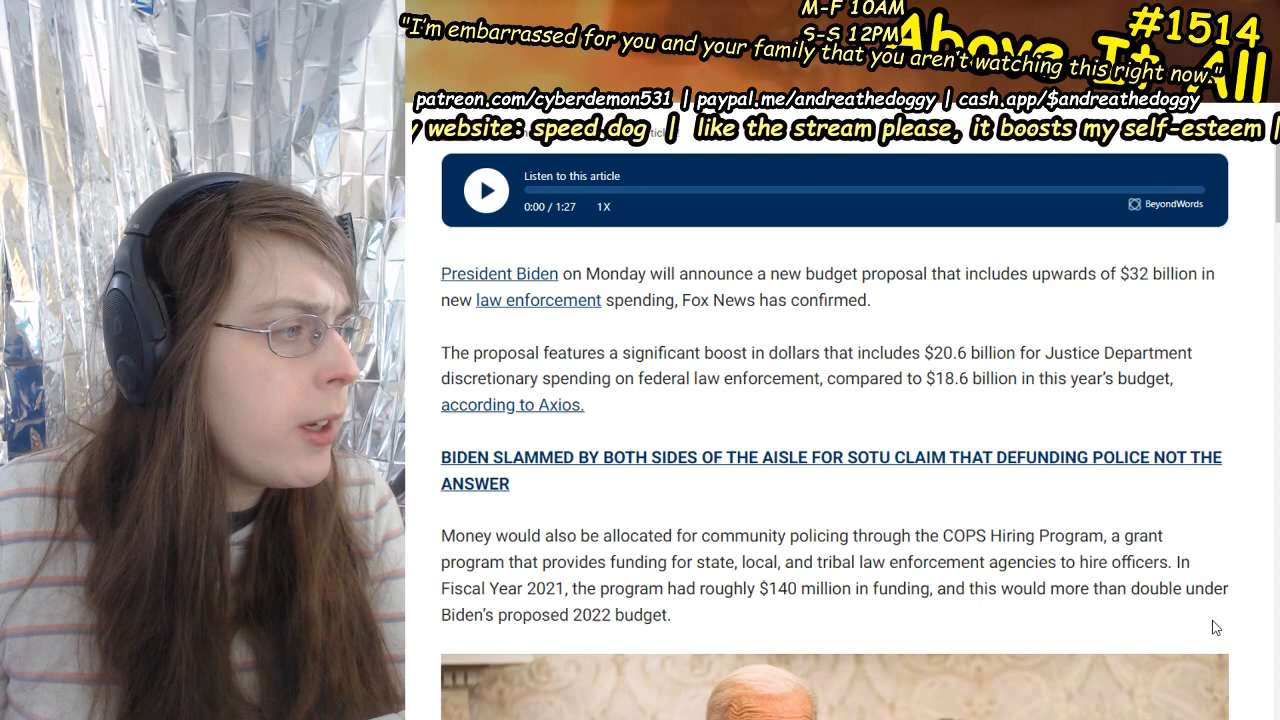 M-F 10AM
S-S 12PM
Above It All
#1514
"I'm embarrassed for you and your family that you aren't watching this right now."
patreon.com/cyberdemon531 | paypal.me/andreathedoggy | cash.app/$andreathedoggy
website: speed.dog | like the stream please, it boosts my self-esteem |
Listen to this article
0:00 / 1:27 1X
BeyondWords
President Biden on Monday will announce a new budget proposal that includes upwards of $32 billion in
new law enforcement spending, Fox News has confirmed.
The proposal features a significant boost in dollars that includes $20.6 billion for Justice Department
discretionary spending on federal law enforcement, compared to $18.6 billion in this year's budget,
according to Axios.
BIDEN SLAMMED BY BOTH SIDES OF THE AISLE FOR SOTU CLAIM THAT DEFUNDING POLICE NOT THE
ANSWER
Money would also be allocated for community policing through the COPS Hiring Program, a grant
program that provides funding for state, local, and tribal law enforcement agencies to hire officers. In
Fiscal Year 2021, the program had roughly $140 million in funding, and this would more than double under
Biden's proposed 2022 budget.